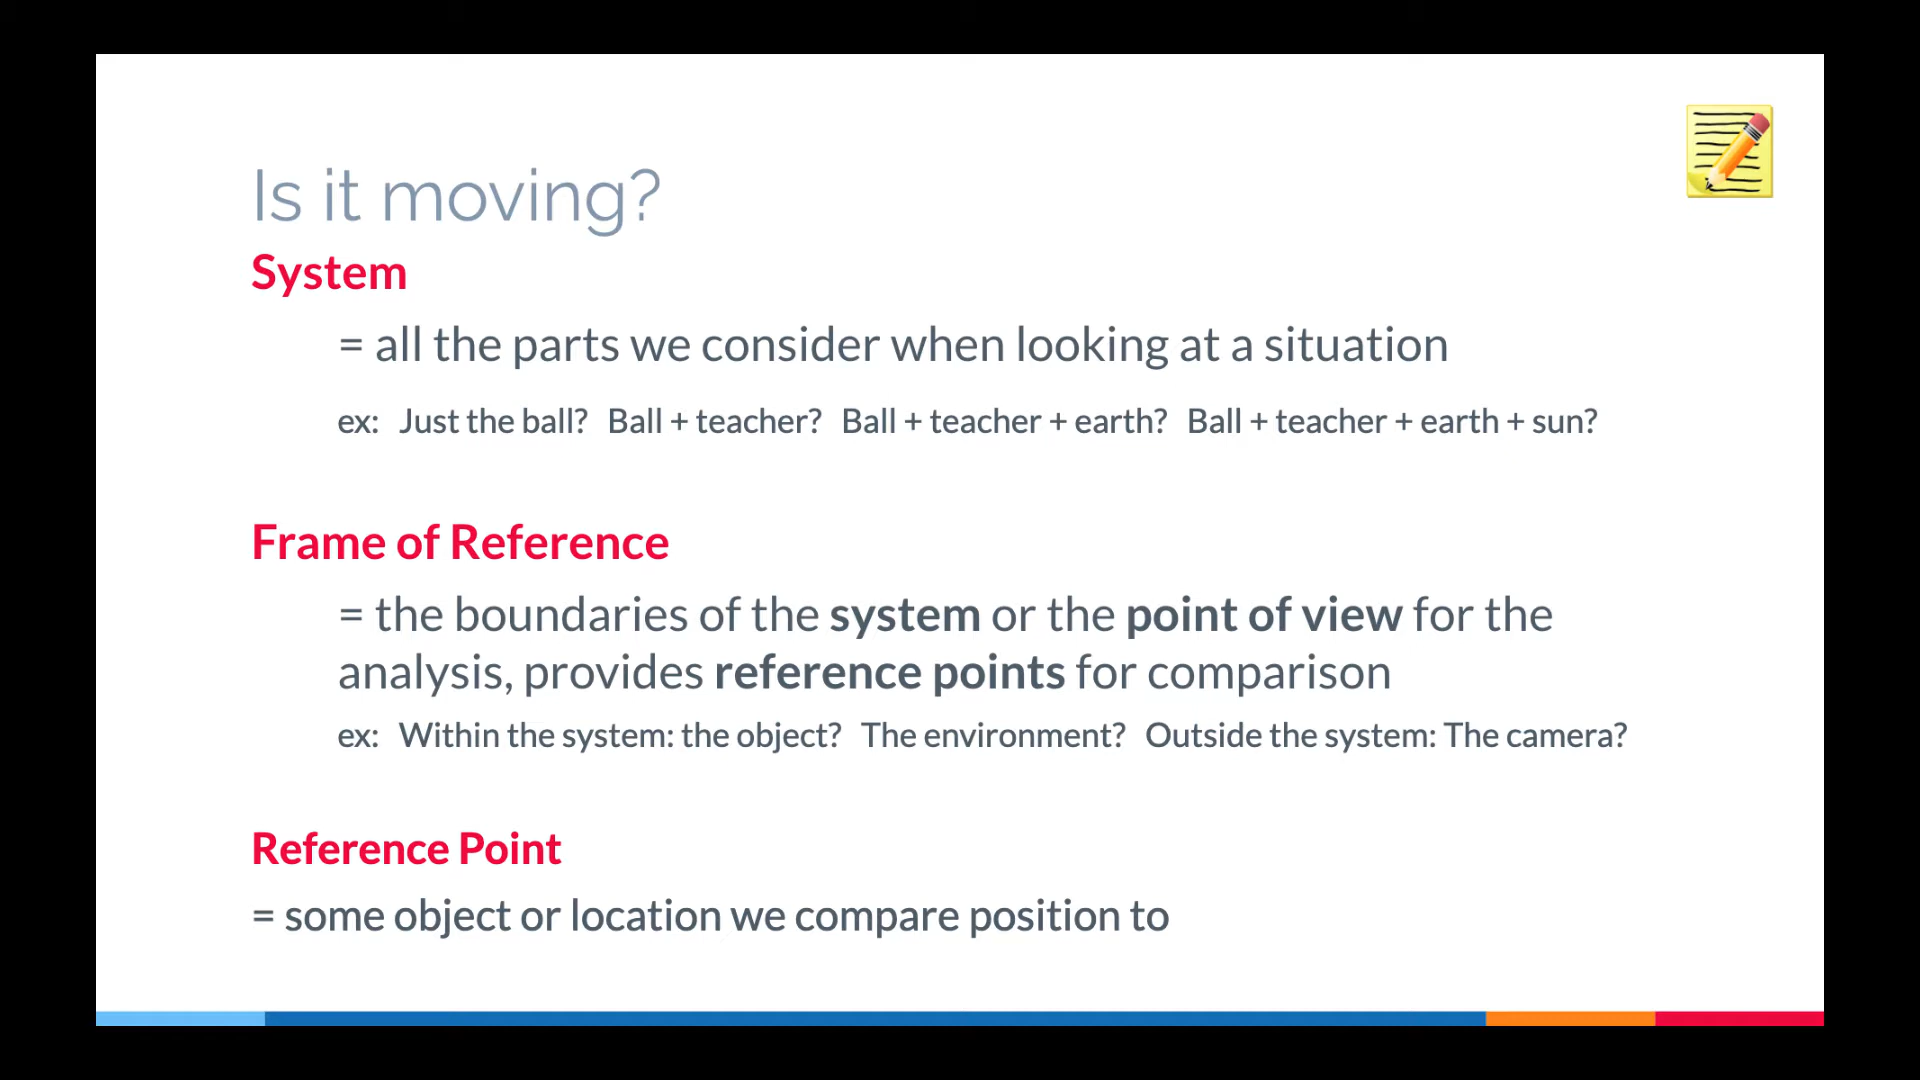 Is it moving?
System
= all the parts we consider when looking at a situation
ex: Just the ball? Ball + teacher? Ball + teacher + earth? Ball + teacher + earth + sun?
Frame of Reference
= the boundaries of the system or the point of view for the
analysis, provides reference points for comparison
ex: Within the system: the object? The environment? Outside the system: The camera?
Reference Point
= some object or location we compare position to